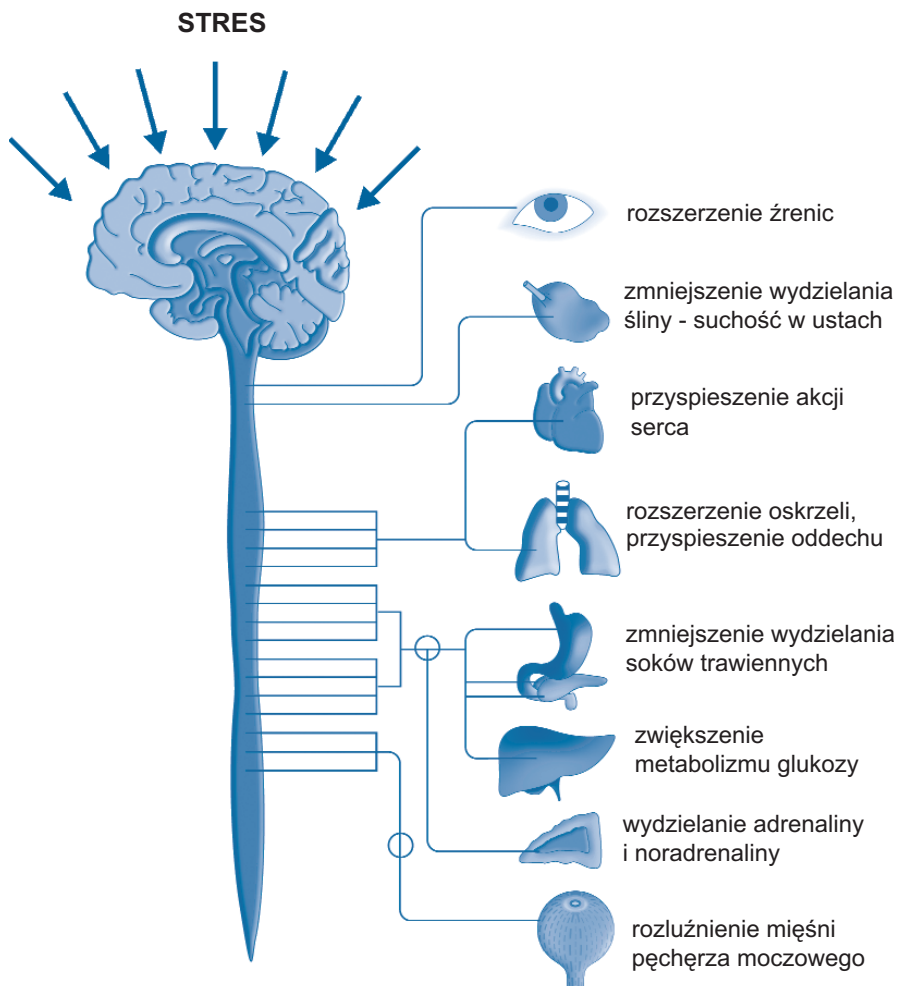 STRES
rozszerzenie źrenic
zmniejszenie wydzielania
śliny - suchość w ustach
przyspieszenie akcji
serca
rozszerzenie oskrzeli,
przyspieszenie oddechu
zmniejszenie wydzielania
soków trawiennych
zwiększenie
metabolizmu glukozy
wydzielanie adrenaliny
i noradrenaliny
rozluźnienie mięśni
pęchęrza moczowego